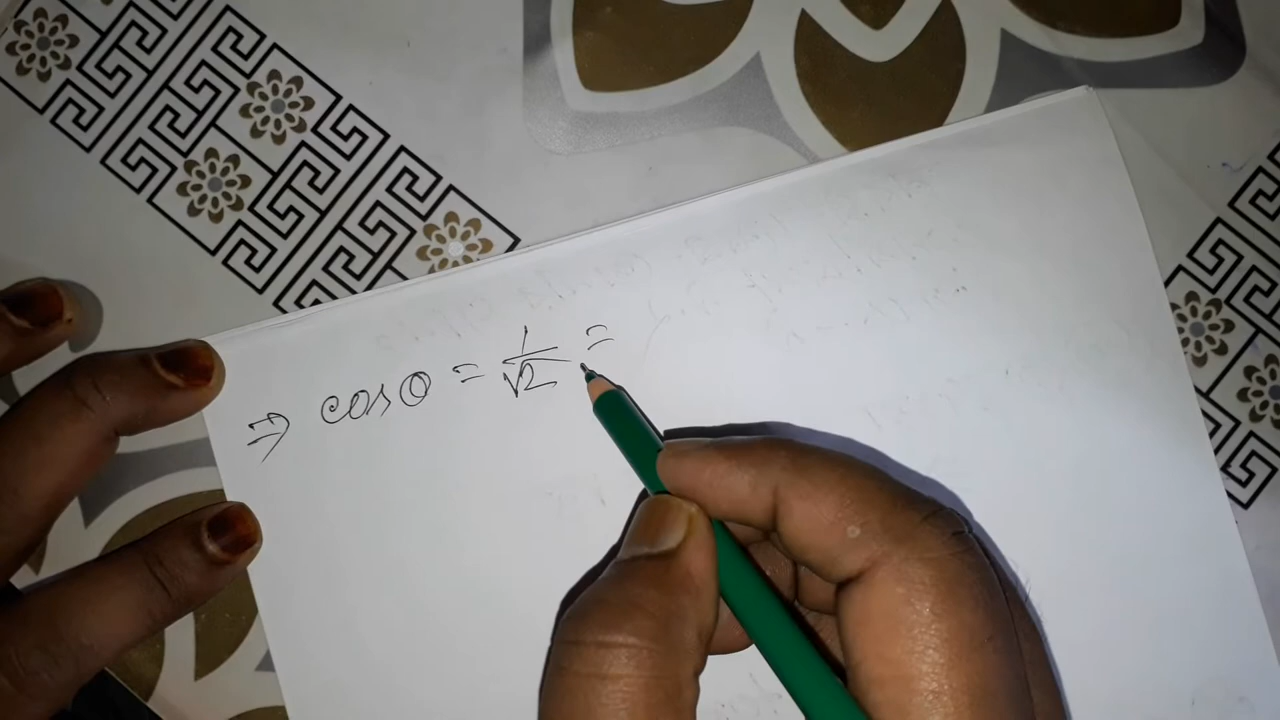 ⇒ cosθ = 1/√2 =